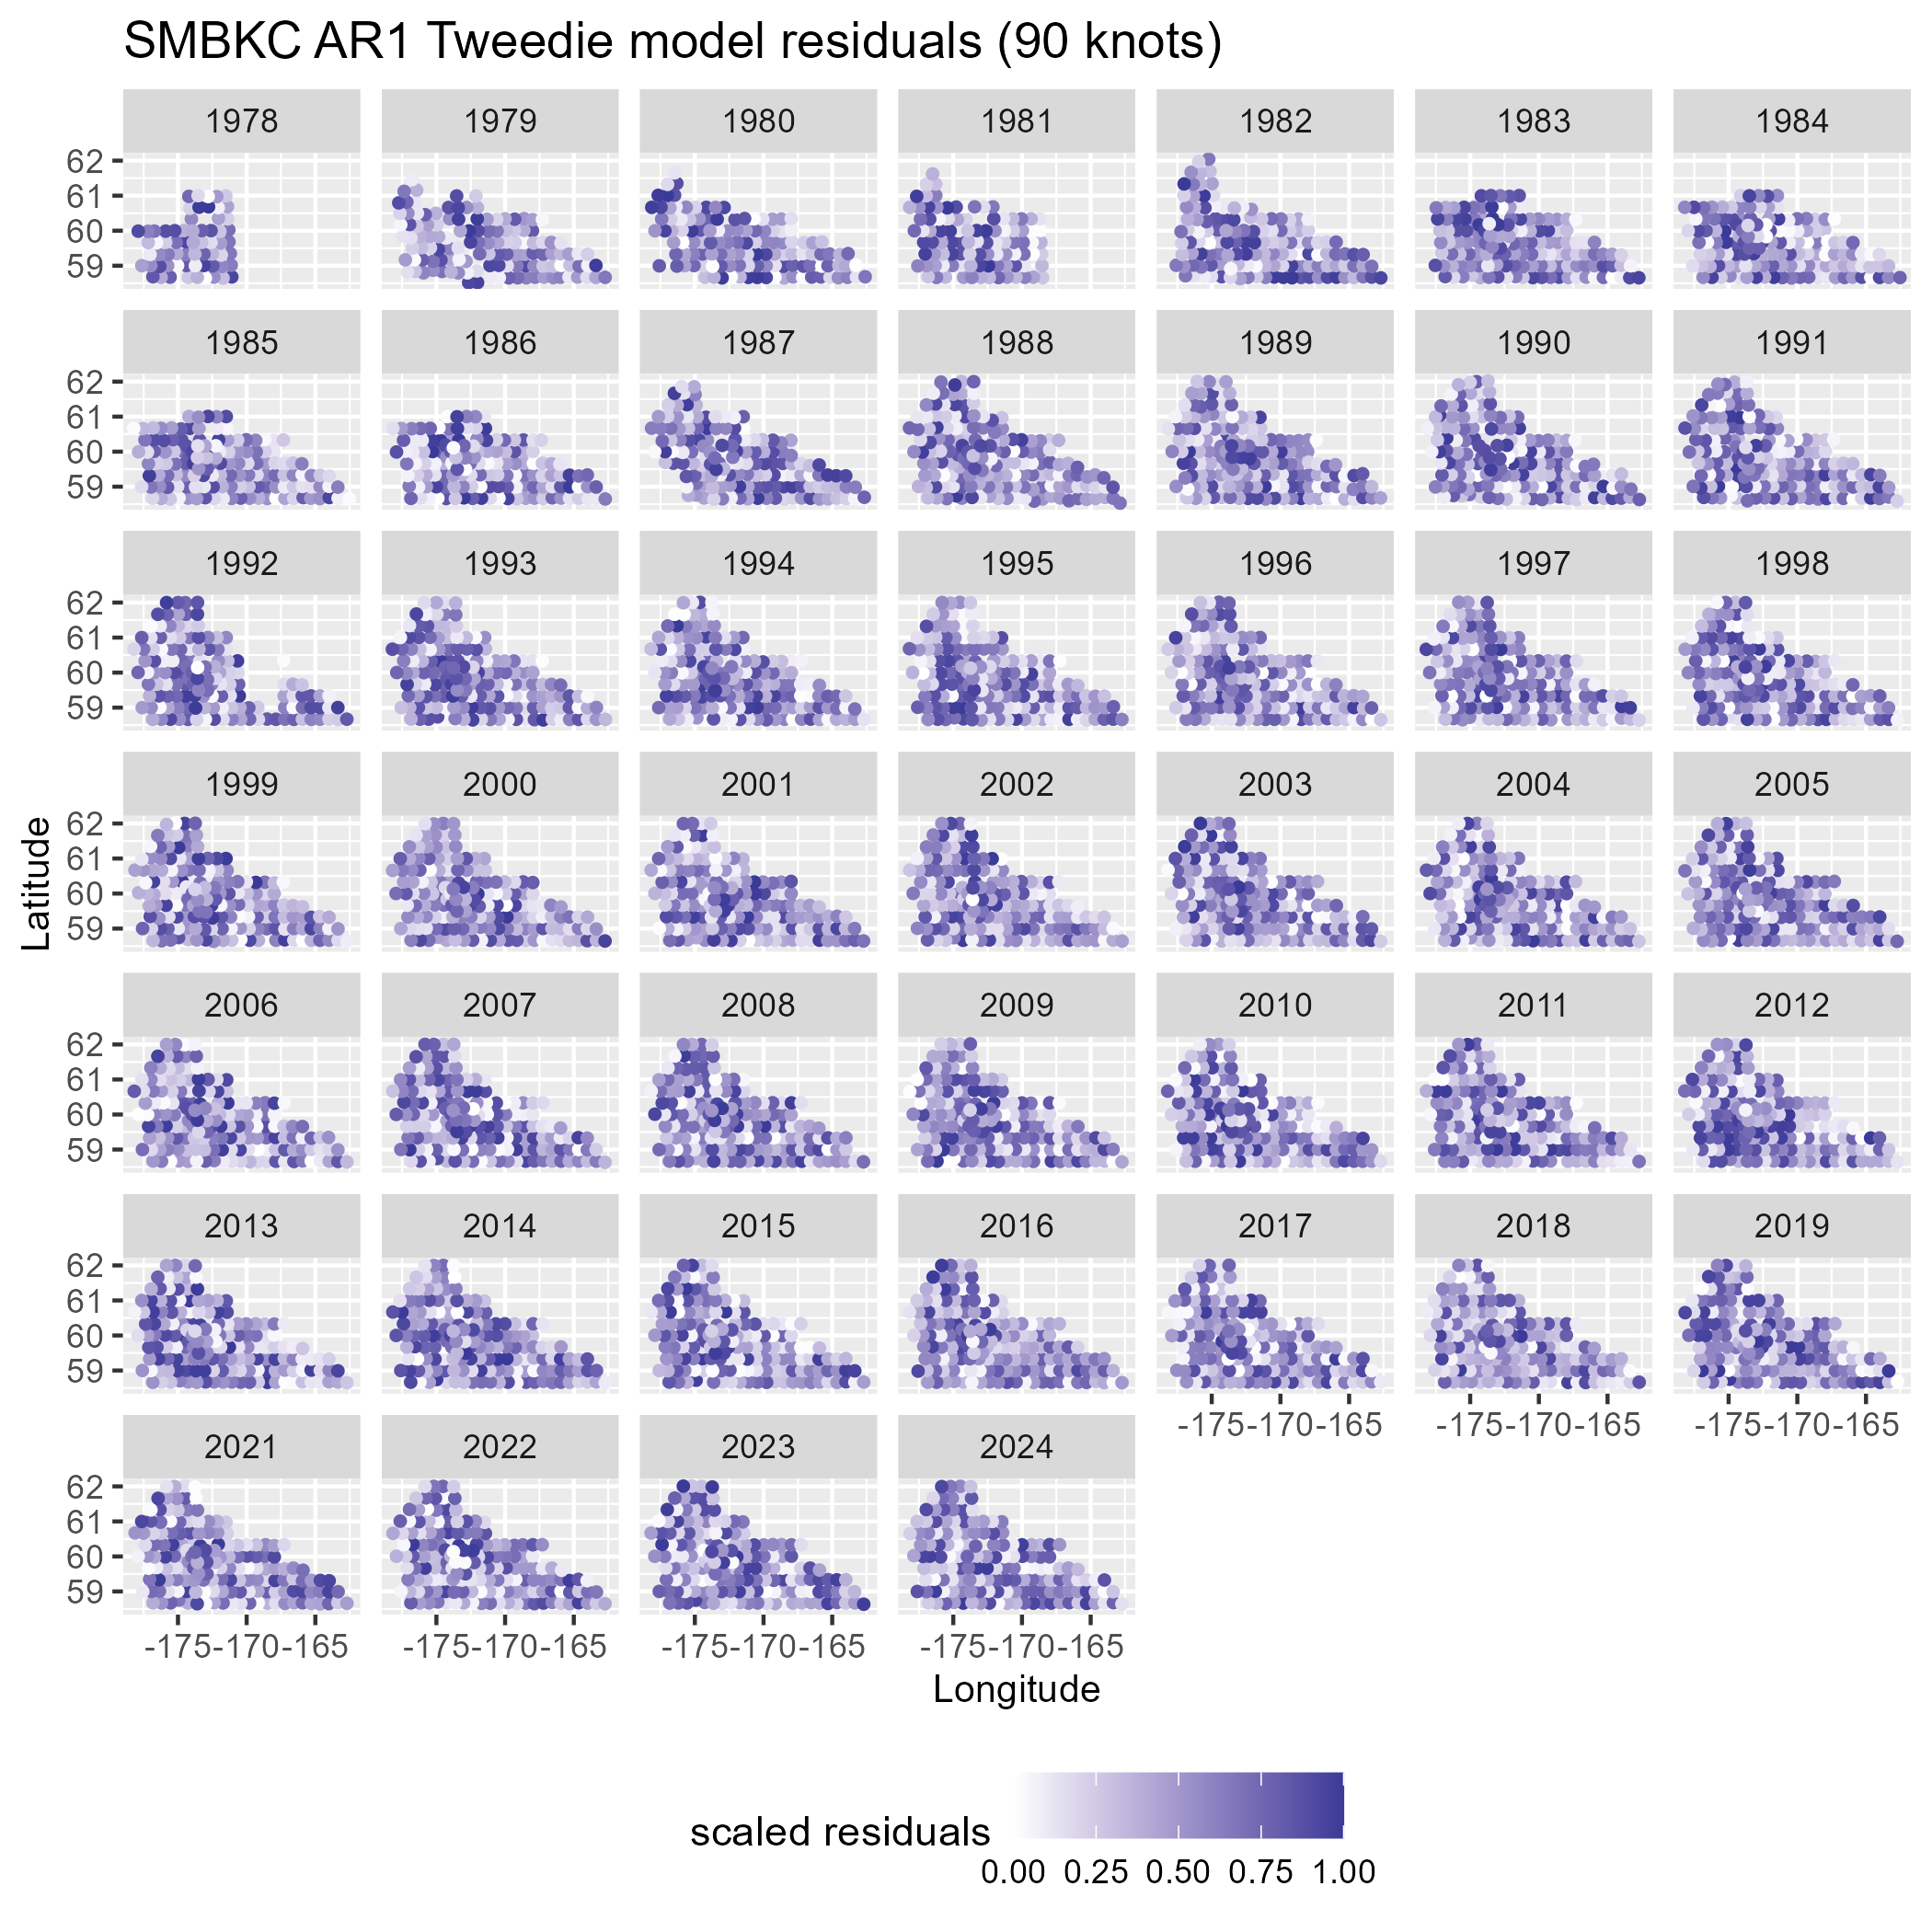 SMBKC AR1 Tweedie model residuals (90 knots)
1978 1979 1980 1981 1982 1983 1984
62
61
60
59
1985 1986 1987 1988 1989 1990 1991
62
61
60
59
1992 1993 1994 1995 1996 1997 1998
62
61
60
59
1999 2000 2001 2002 2003 2004 2005
62
61
60
59
Latitude
2006 2007 2008 2009 2010 2011 2012
62
61
60
59
2013 2014 2015 2016 2017 2018 2019
62
61
60
59
-175 -170 -165 -175 -170 -165 -175 -170 -165
2021 2022 2023 2024
62
61
60
59
-175 -170 -165 -175 -170 -165 -175 -170 -165 -175 -170 -165
Longitude
scaled residuals
0.00 0.25 0.50 0.75 1.00